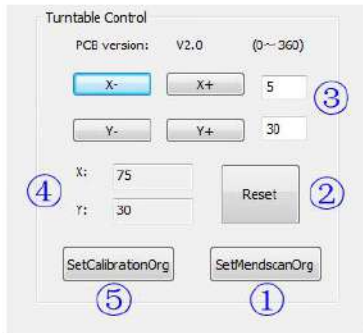 Turntable Control
PCB version: V2.0 (0~360)
X- X+ 5 ③
Y- Y+ 30
④ X: 75 Reset ②
Y: 30
SetCalibrationOrg SetMendscanOrg
⑤ ①